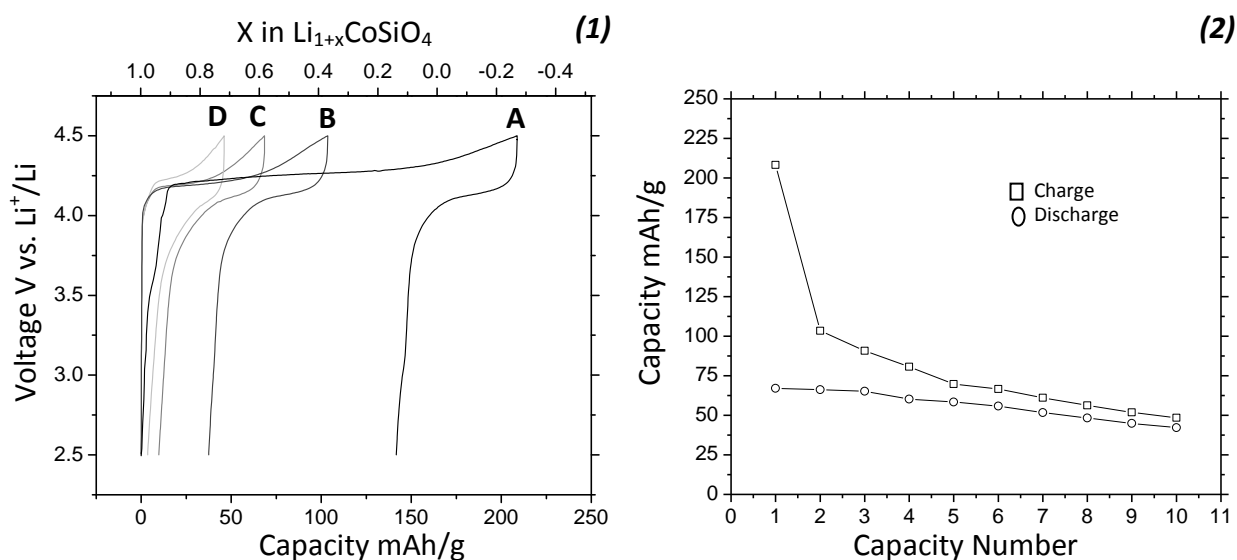 X in Li1+xCoSiO4
(1)
1.0 0.8 0.6 0.4 0.2 0.0 -0.2 -0.4
D C B A
4.5
4.0
3.5
3.0
2.5
Voltage V vs. Li+/Li
0 50 100 150 200 250
Capacity mAh/g
(2)
250
225
200
175
150
125
100
75
50
25
0
Capacity mAh/g
Charge
Discharge
0 1 2 3 4 5 6 7 8 9 10 11
Capacity Number